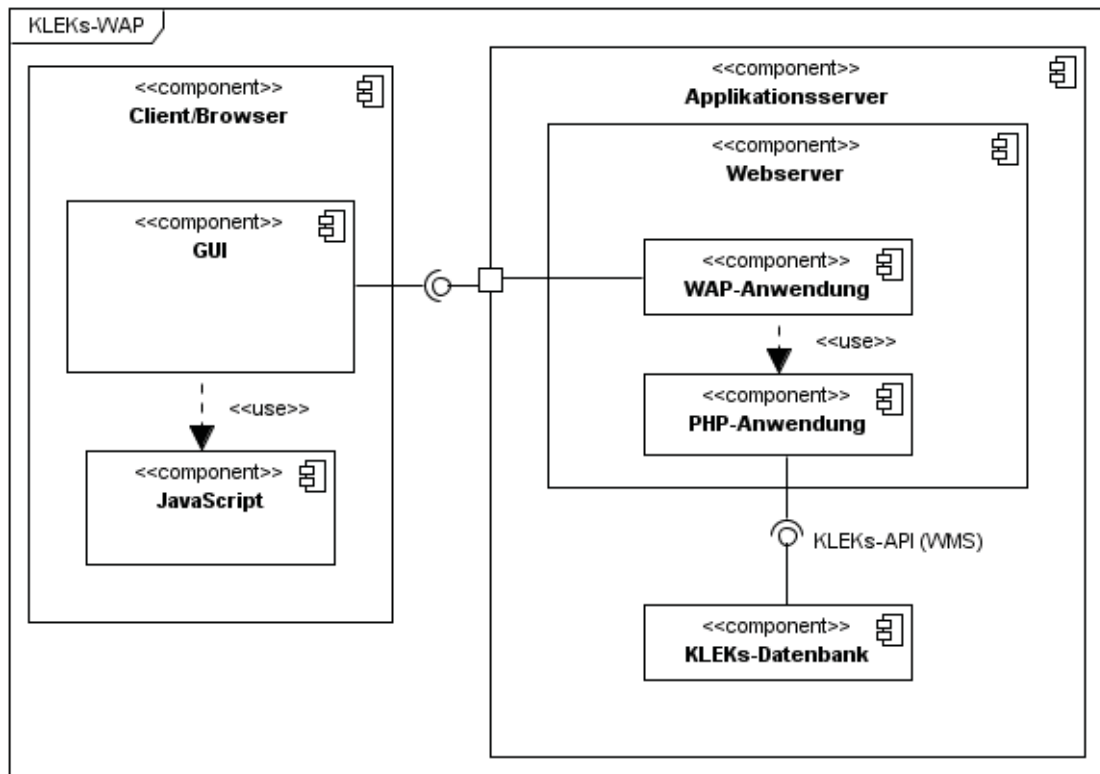 KLEKs-WAP
<<component>>
Client/Browser
<<component>>
GUI
<<use>>
<<component>>
JavaScript
<<component>>
Applikationsserver
<<component>>
Webserver
<<component>>
WAP-Anwendung
<<use>>
<<component>>
PHP-Anwendung
KLEKs-API (WMS)
<<component>>
KLEKs-Datenbank